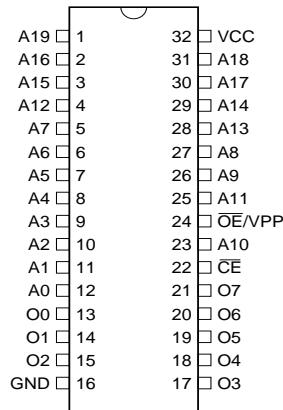 A19 1 32 VCC
A16 2 31 A18
A15 3 30 A17
A12 4 29 A14
A7 5 28 A13
A6 6 27 A8
A5 7 26 A9
A4 8 25 A11
A3 9 24 O̅E̅/VPP
A2 10 23 A10
A1 11 22 C̅E̅
A0 12 21 O7
O0 13 20 O6
O1 14 19 O5
O2 15 18 O4
GND 16 17 O3